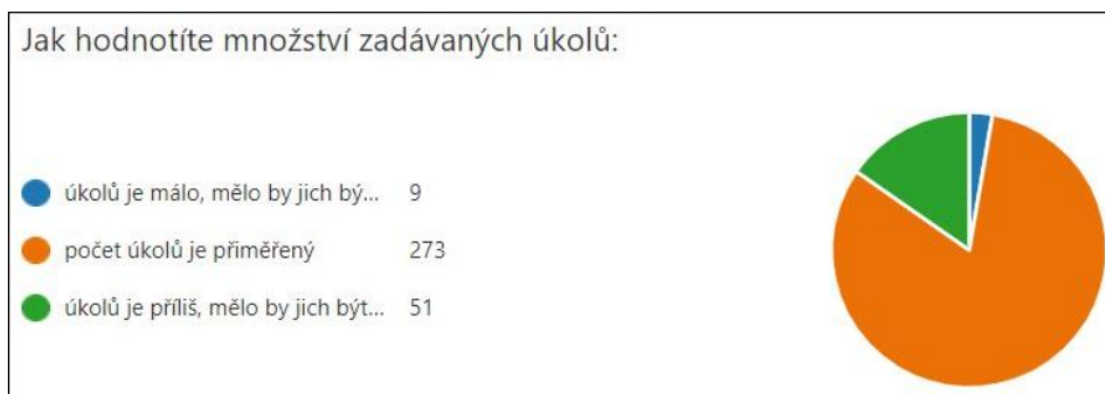 Jak hodnotíte množství zadávaných úkolů:
úkolů je málo, mělo by jich bý... 9
počet úkolů je přiměřený 273
úkolů je příliš, mělo by jich být... 51